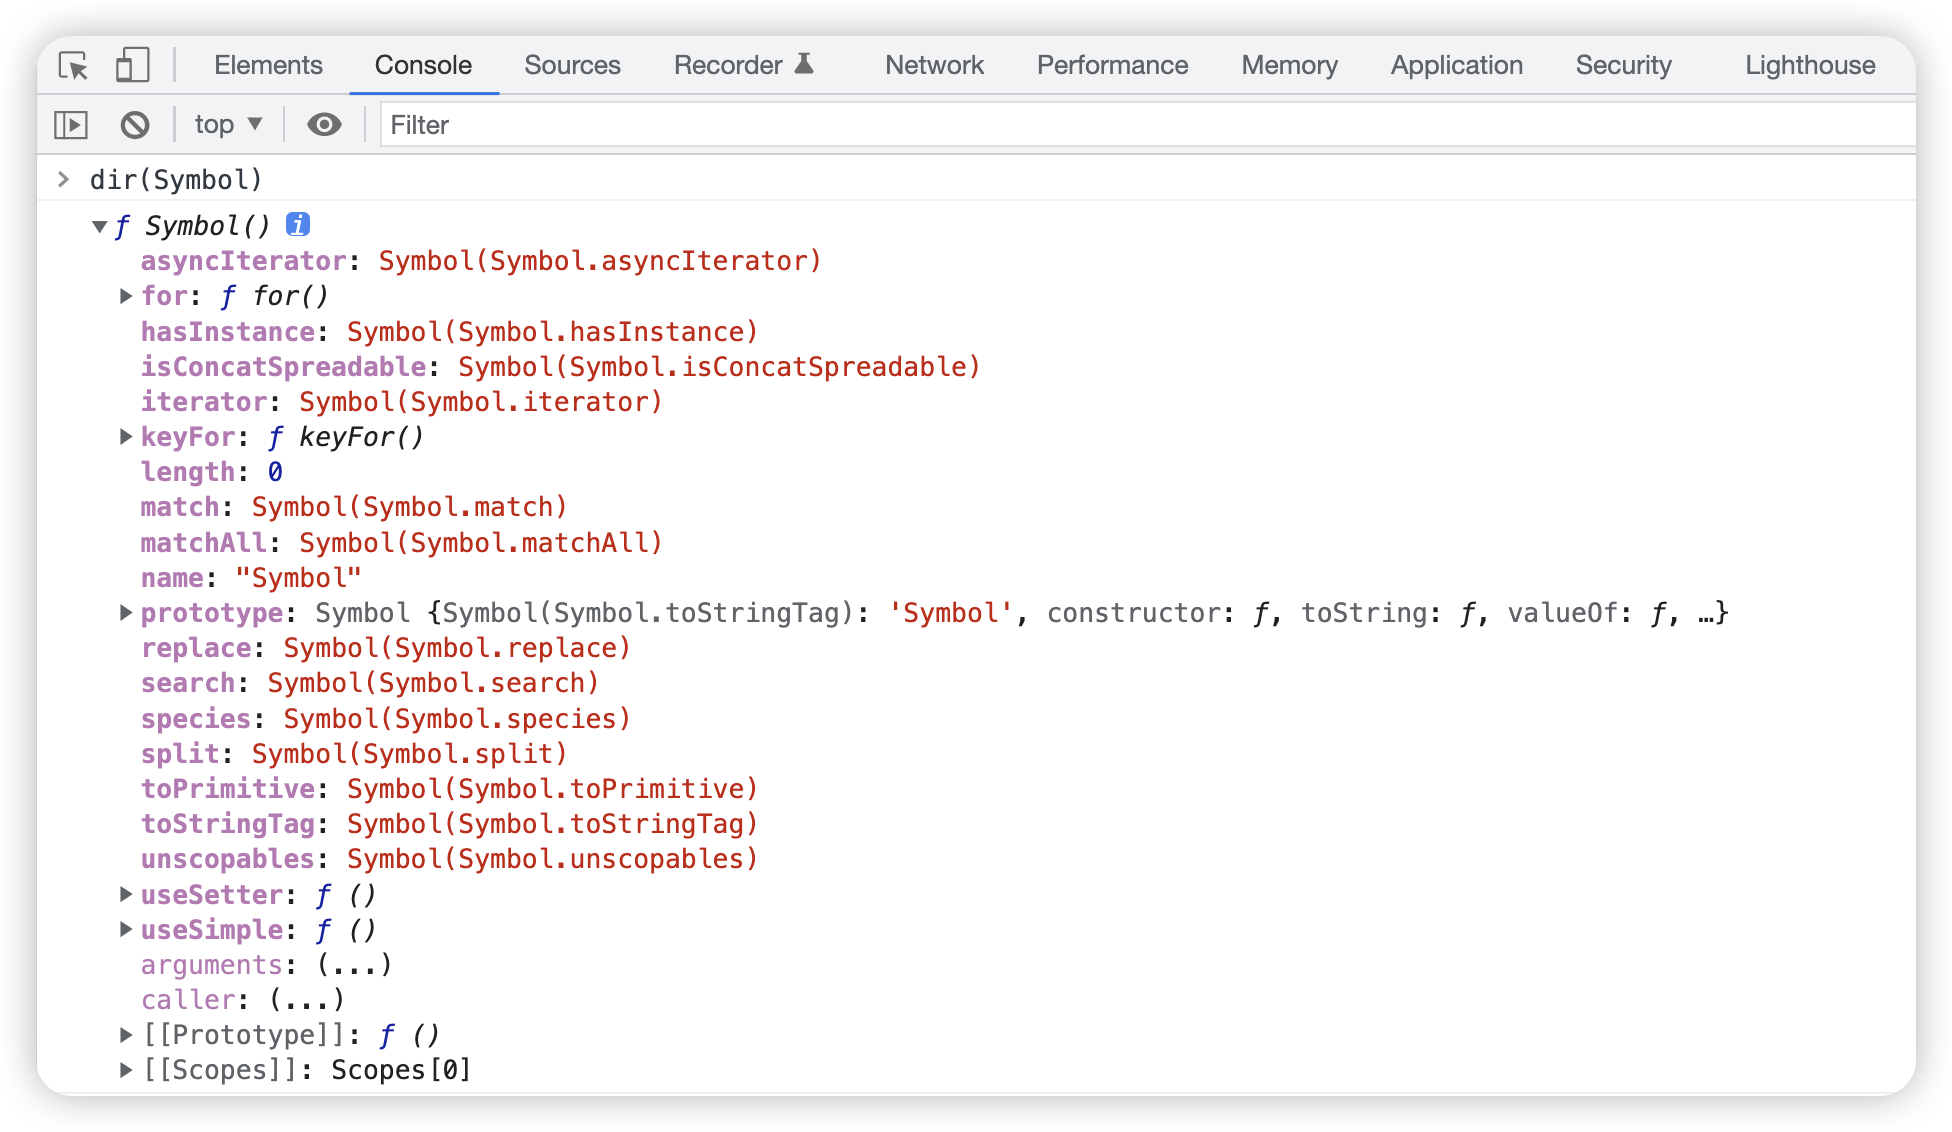 Elements Console Sources Recorder Network Performance Memory Application Security Lighthouse
top ▼ Filter
> dir(Symbol)
▼ƒ Symbol() i
asyncIterator: Symbol(Symbol.asyncIterator)
▶for: ƒ for()
hasInstance: Symbol(Symbol.hasInstance)
isConcatSpreadable: Symbol(Symbol.isConcatSpreadable)
iterator: Symbol(Symbol.iterator)
▶keyFor: ƒ keyFor()
length: 0
match: Symbol(Symbol.match)
matchAll: Symbol(Symbol.matchAll)
name: "Symbol"
▶prototype: Symbol {Symbol(Symbol.toStringTag): 'Symbol', constructor: ƒ, toString: ƒ, valueOf: ƒ, …}
replace: Symbol(Symbol.replace)
search: Symbol(Symbol.search)
species: Symbol(Symbol.species)
split: Symbol(Symbol.split)
toPrimitive: Symbol(Symbol.toPrimitive)
toStringTag: Symbol(Symbol.toStringTag)
unscopables: Symbol(Symbol.unscopables)
▶useSetter: ƒ ()
▶useSimple: ƒ ()
arguments: (...)
caller: (...)
▶[[Prototype]]: ƒ ()
▶[[Scopes]]: Scopes[0]